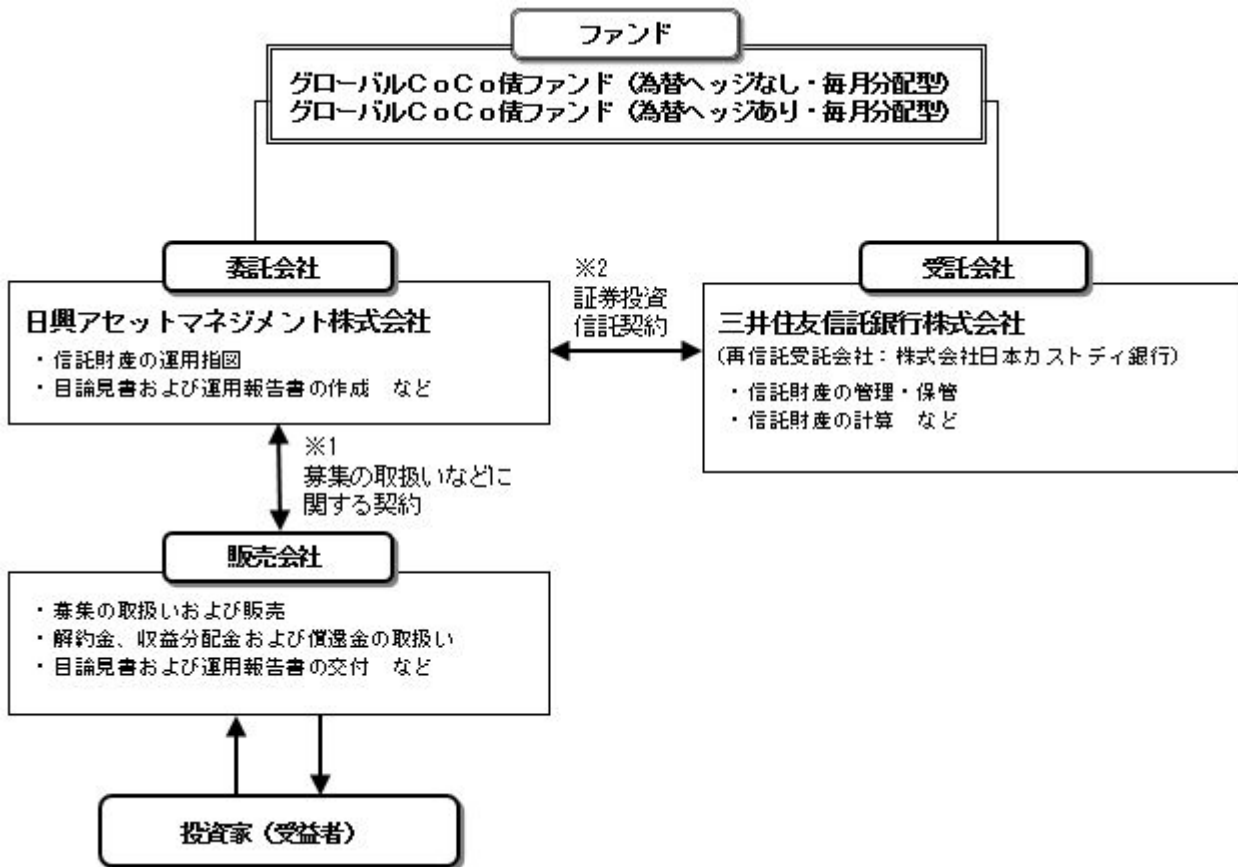 ファンド
グローバルCoCo債ファンド（為替ヘッジなし・毎月分配型）
グローバルCoCo債ファンド（為替ヘッジあり・毎月分配型）
委託会社
日興アセットマネジメント株式会社
・信託財産の運用指図
・目論見書および運用報告書の作成　など
※2
証券投資
信託契約
受託会社
三井住友信託銀行株式会社
（再信託受託会社：株式会社日本カストディ銀行）
・信託財産の管理・保管
・信託財産の計算　など
※1
募集の取扱いなどに
関する契約
販売会社
・募集の取扱いおよび販売
・解約金、収益分配金および償還金の取扱い
・目論見書および運用報告書の交付　など
投資家（受益者）